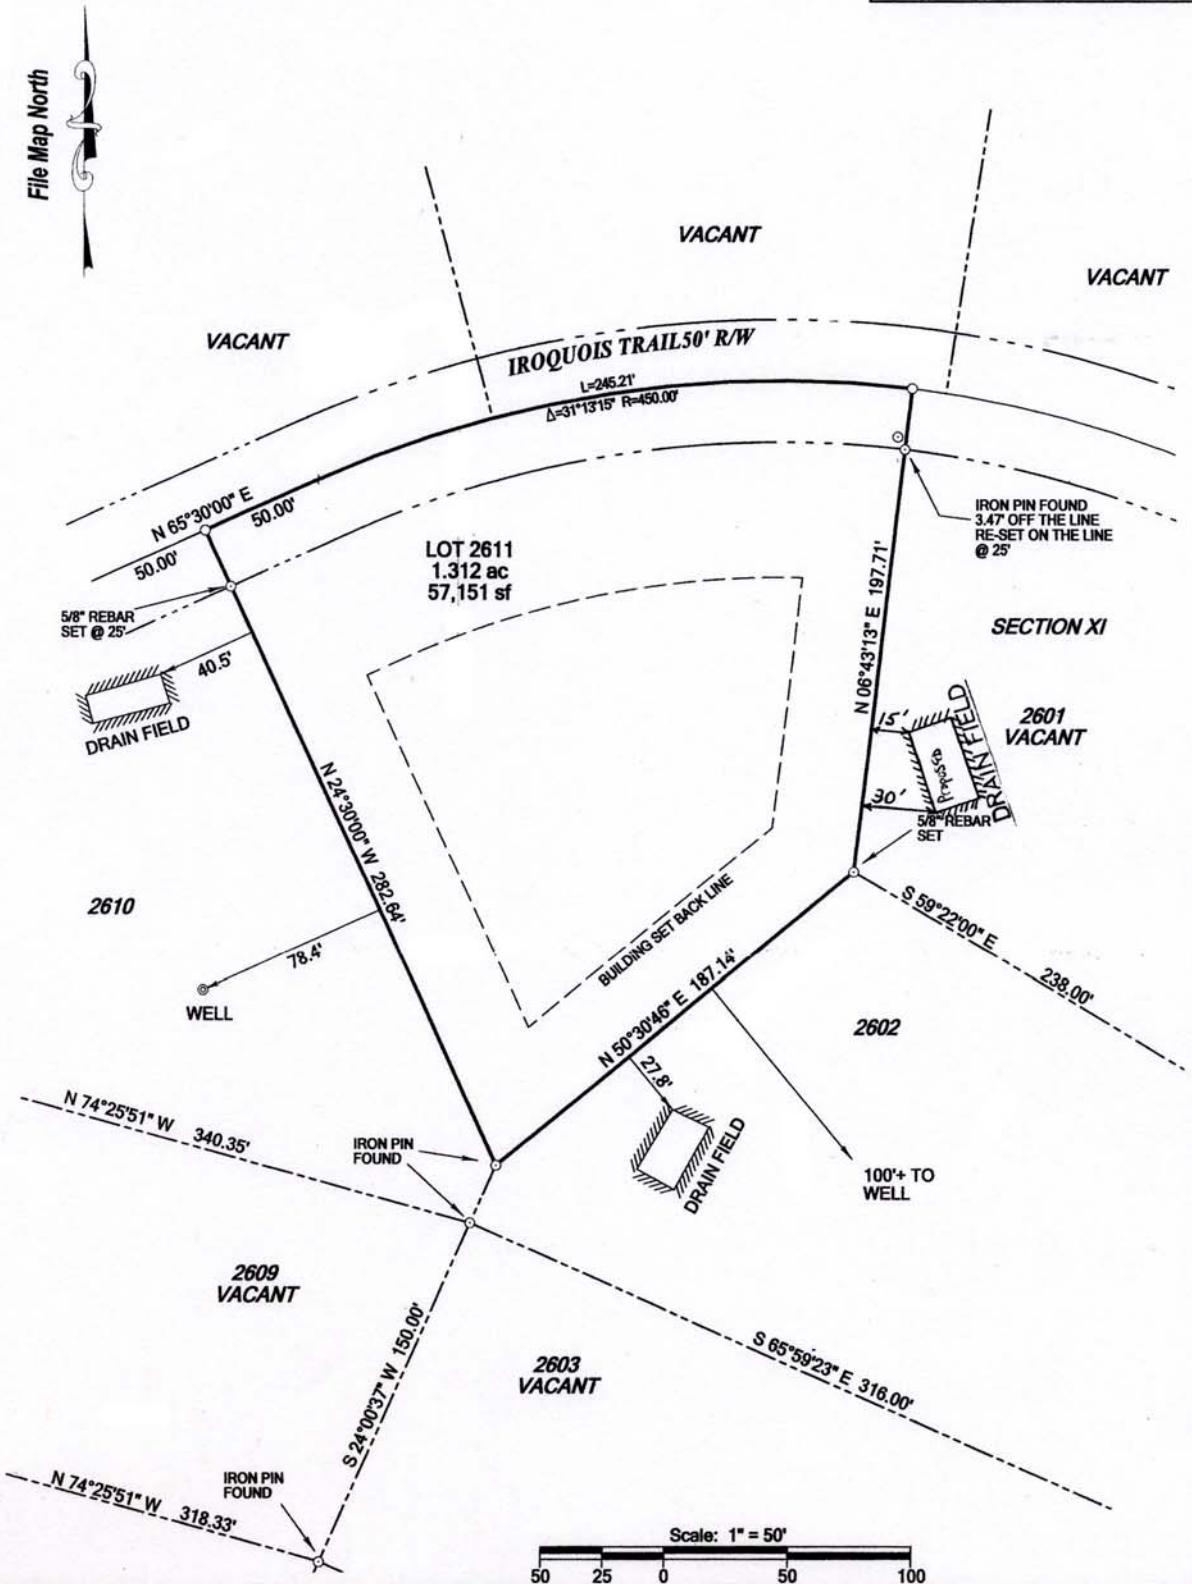 File Map North
VACANT
VACANT
VACANT
IROQUOIS TRAIL 50' R/W
L=245.21'
Δ=31°13'15" R=450.00'
N 65°30'00" E
50.00'
50.00'
5/8" REBAR
SET @ 25'
LOT 2611
1.312 ac
57,151 sf
IRON PIN FOUND
3.47' OFF THE LINE
RE-SET ON THE LINE
@ 25'
N 06°43'13" E 197.71'
SECTION XI
40.5'
DRAIN FIELD
2601
VACANT
15'
Proposed
DRAIN FIELD
30'
5/8" REBAR
SET
N 24°30'00" W 282.64'
2610
78.4'
WELL
BUILDING SET BACK LINE
N 50°30'46" E 187.14'
S 59°22'00" E
238.00'
2602
27.8'
DRAIN FIELD
100'+ TO
WELL
N 74°25'51" W 340.35'
IRON PIN
FOUND
2609
VACANT
S 24°00'37" W 150.00'
2603
VACANT
S 65°59'23" E 316.00'
N 74°25'51" W 318.33'
IRON PIN
FOUND
Scale: 1" = 50'
50 25 0 50 100